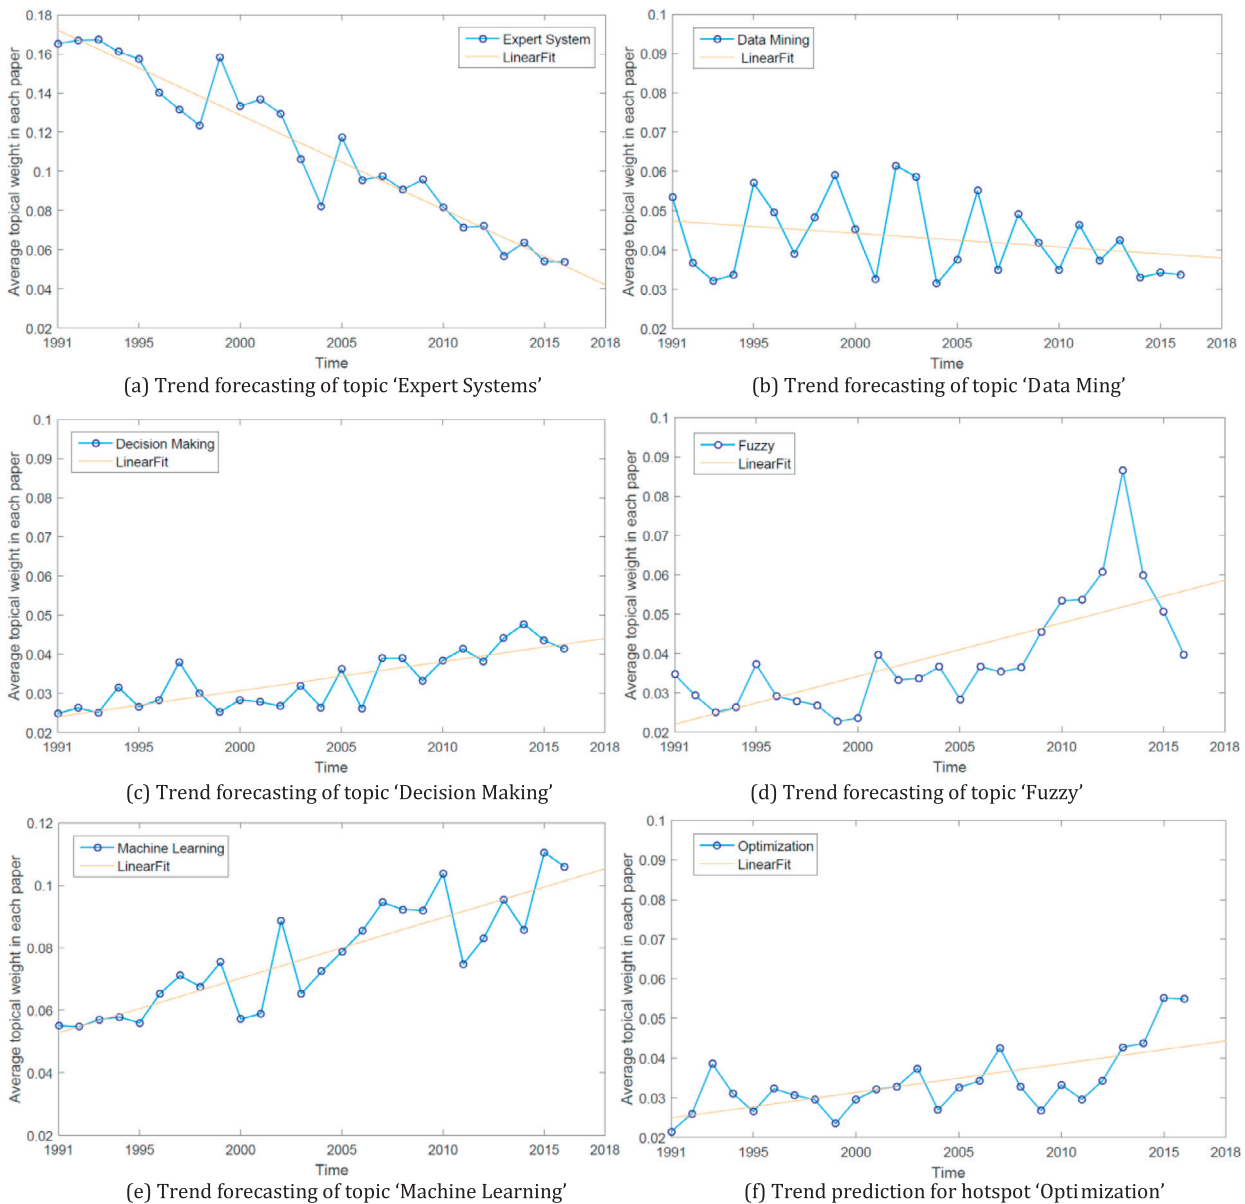 0.18
0.16
0.14
0.12
0.1
0.08
0.06
0.04
0.02
1991 1995 2000 2005 2010 2015 2018
Time
Average topical weight in each paper
Expert System
LinearFit
(a) Trend forecasting of topic ‘Expert Systems’
0.1
0.09
0.08
0.07
0.06
0.05
0.04
0.03
0.02
1991 1995 2000 2005 2010 2015 2018
Time
Average topical weight in each paper
Data Mining
LinearFit
(b) Trend forecasting of topic ‘Data Ming’
0.1
0.09
0.08
0.07
0.06
0.05
0.04
0.03
0.02
1991 1995 2000 2005 2010 2015 2018
Time
Average topical weight in each paper
Decision Making
LinearFit
(c) Trend forecasting of topic ‘Decision Making’
0.1
0.09
0.08
0.07
0.06
0.05
0.04
0.03
0.02
1991 1995 2000 2005 2010 2015 2018
Time
Average topical weight in each paper
Fuzzy
LinearFit
(d) Trend forecasting of topic ‘Fuzzy’
0.12
0.1
0.08
0.06
0.04
0.02
1991 1995 2000 2005 2010 2015 2018
Time
Average topical weight in each paper
Machine Learning
LinearFit
(e) Trend forecasting of topic ‘Machine Learning’
0.1
0.09
0.08
0.07
0.06
0.05
0.04
0.03
0.02
1991 1995 2000 2005 2010 2015 2018
Time
Average topical weight in each paper
Optimization
LinearFit
(f) Trend prediction for hotspot ‘Optimization’